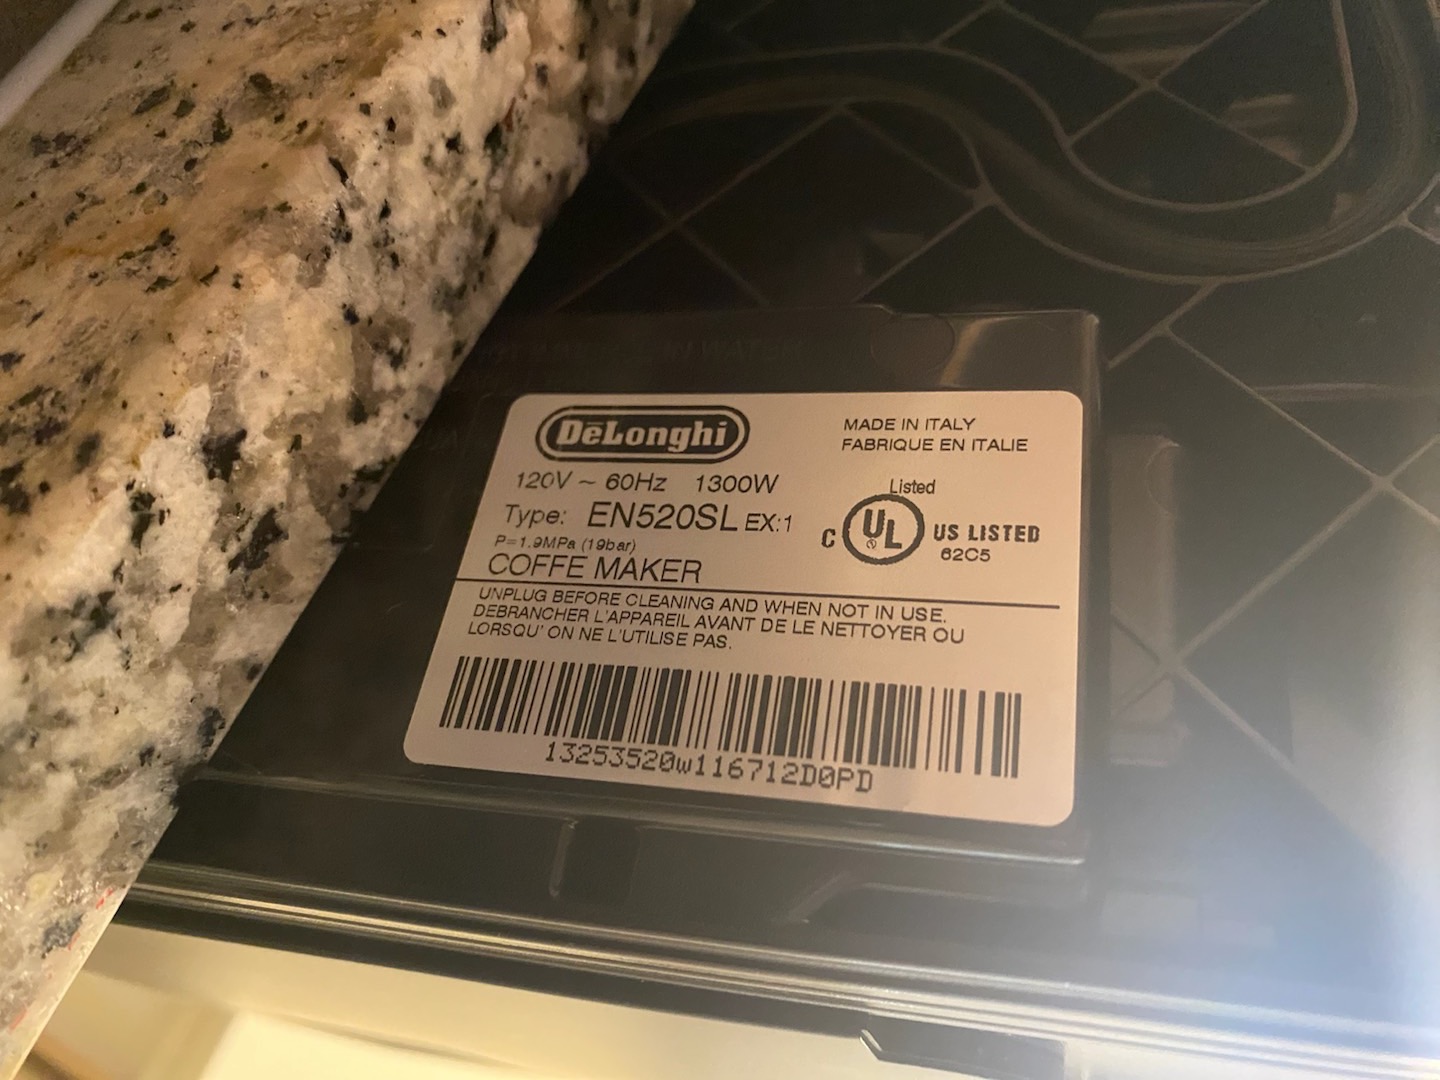 DeLonghi
MADE IN ITALY
FABRIQUE EN ITALIE
120V ~ 60Hz 1300W
Type: EN520SL EX:1
P=1.9MPa (19bar)
COFFE MAKER
Listed
C UL US LISTED
62C5
UNPLUG BEFORE CLEANING AND WHEN NOT IN USE.
DEBRANCHER L'APPAREIL AVANT DE LE NETTOYER OU
LORSQU' ON NE L'UTILISE PAS.
13253520w116712D0PD